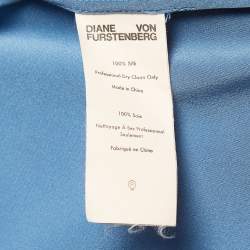 DIANE VON
FURSTENBERG
100% Silk
Professional-Dry Clean Only
Made in China
100% Soie
Nettoyage À Sec Professionnel
Seulement
Fabriqué en Chine